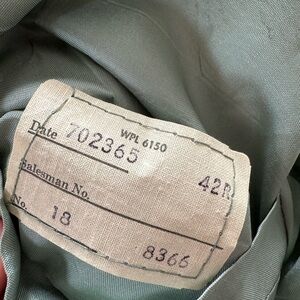 WPL 6150
Date 702365
42R
Salesman No.
No. 18 8366